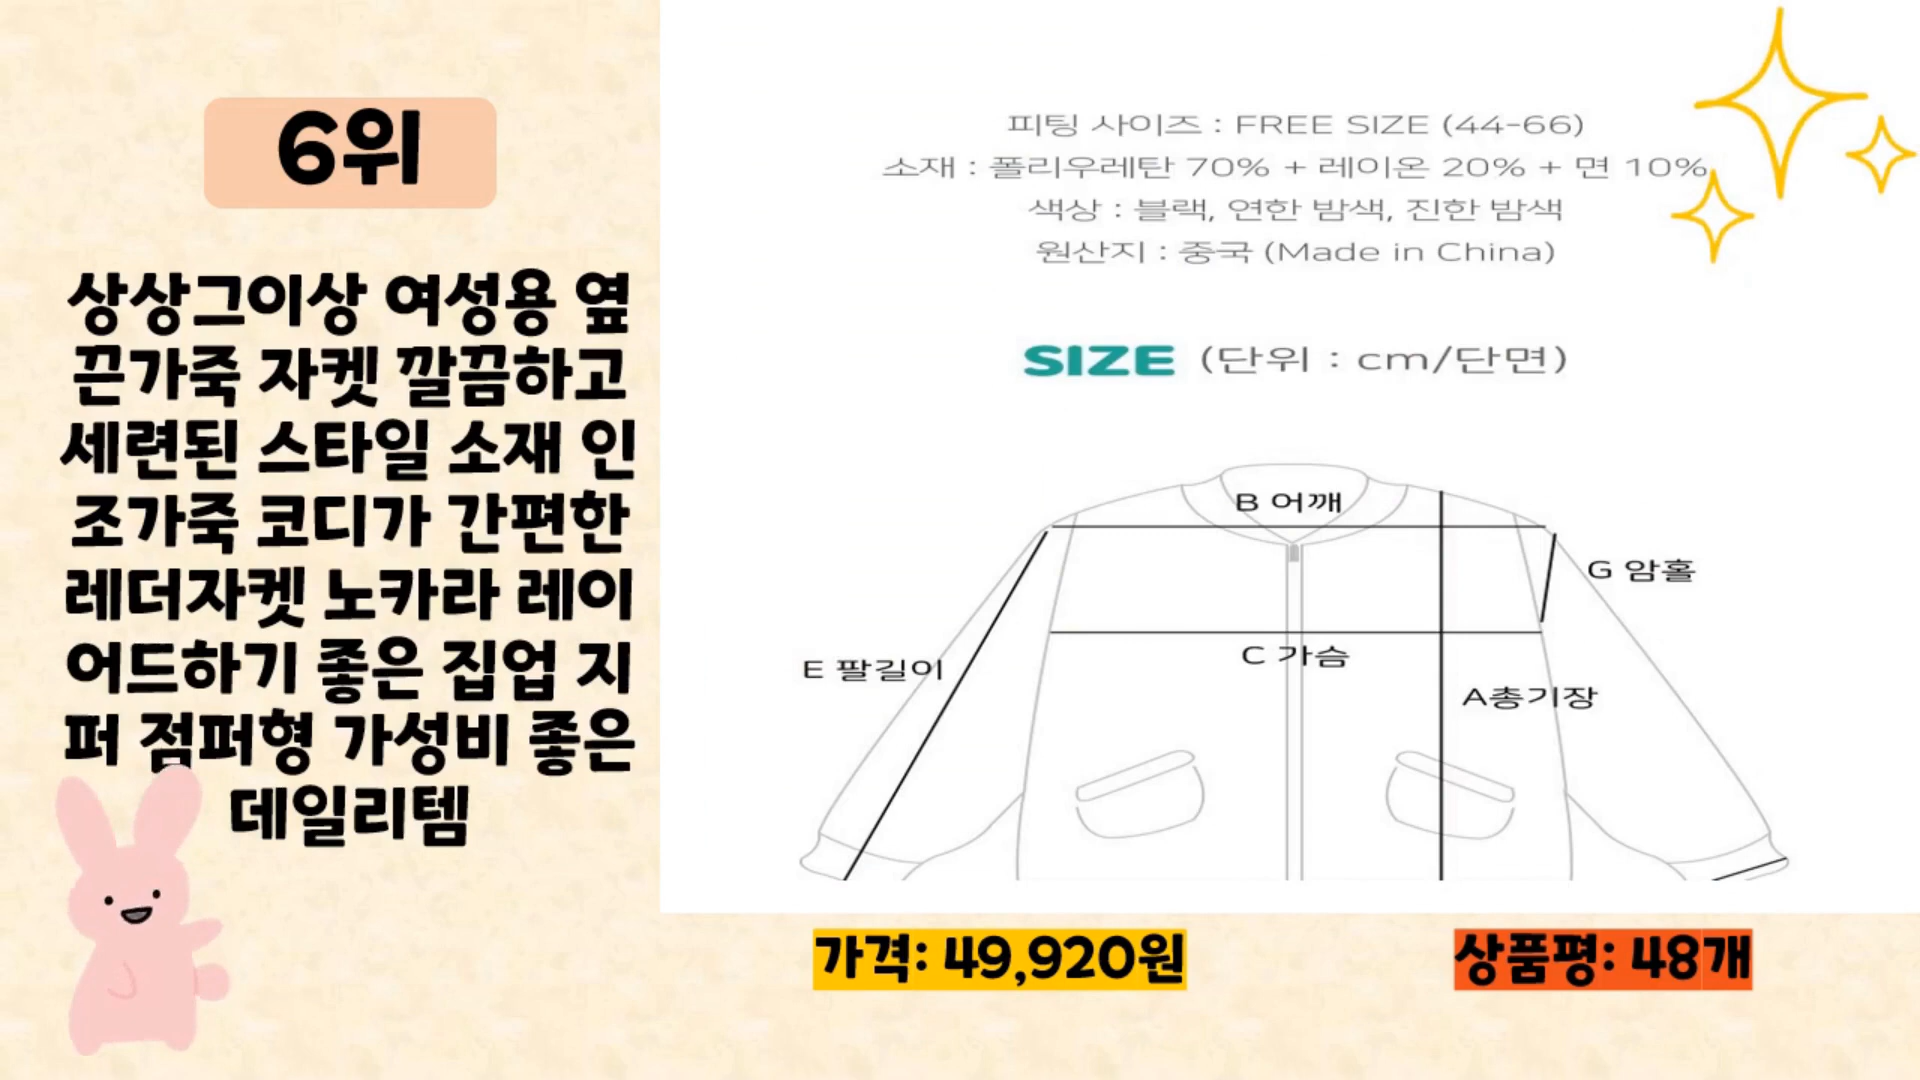 6위
상상그이상 여성용 옆
끈가죽 자켓 깔끔하고
세련된 스타일 소재 인
조가죽 코디가 간편한
레더자켓 노카라 레이
어드하기 좋은 집업 지
퍼 점퍼형 가성비 좋은
데일리템
피팅 사이즈 : FREE SIZE (44-66)
소재 : 폴리우레탄 70% + 레이온 20% + 면 10%
색상 : 블랙, 연한 밤색, 진한 밤색
원산지 : 중국 (Made in China)
SIZE (단위 : cm/단면)
B 어깨
G 암홀
C 가슴
E 팔길이
A총기장
가격: 49,920원
상품평: 48개